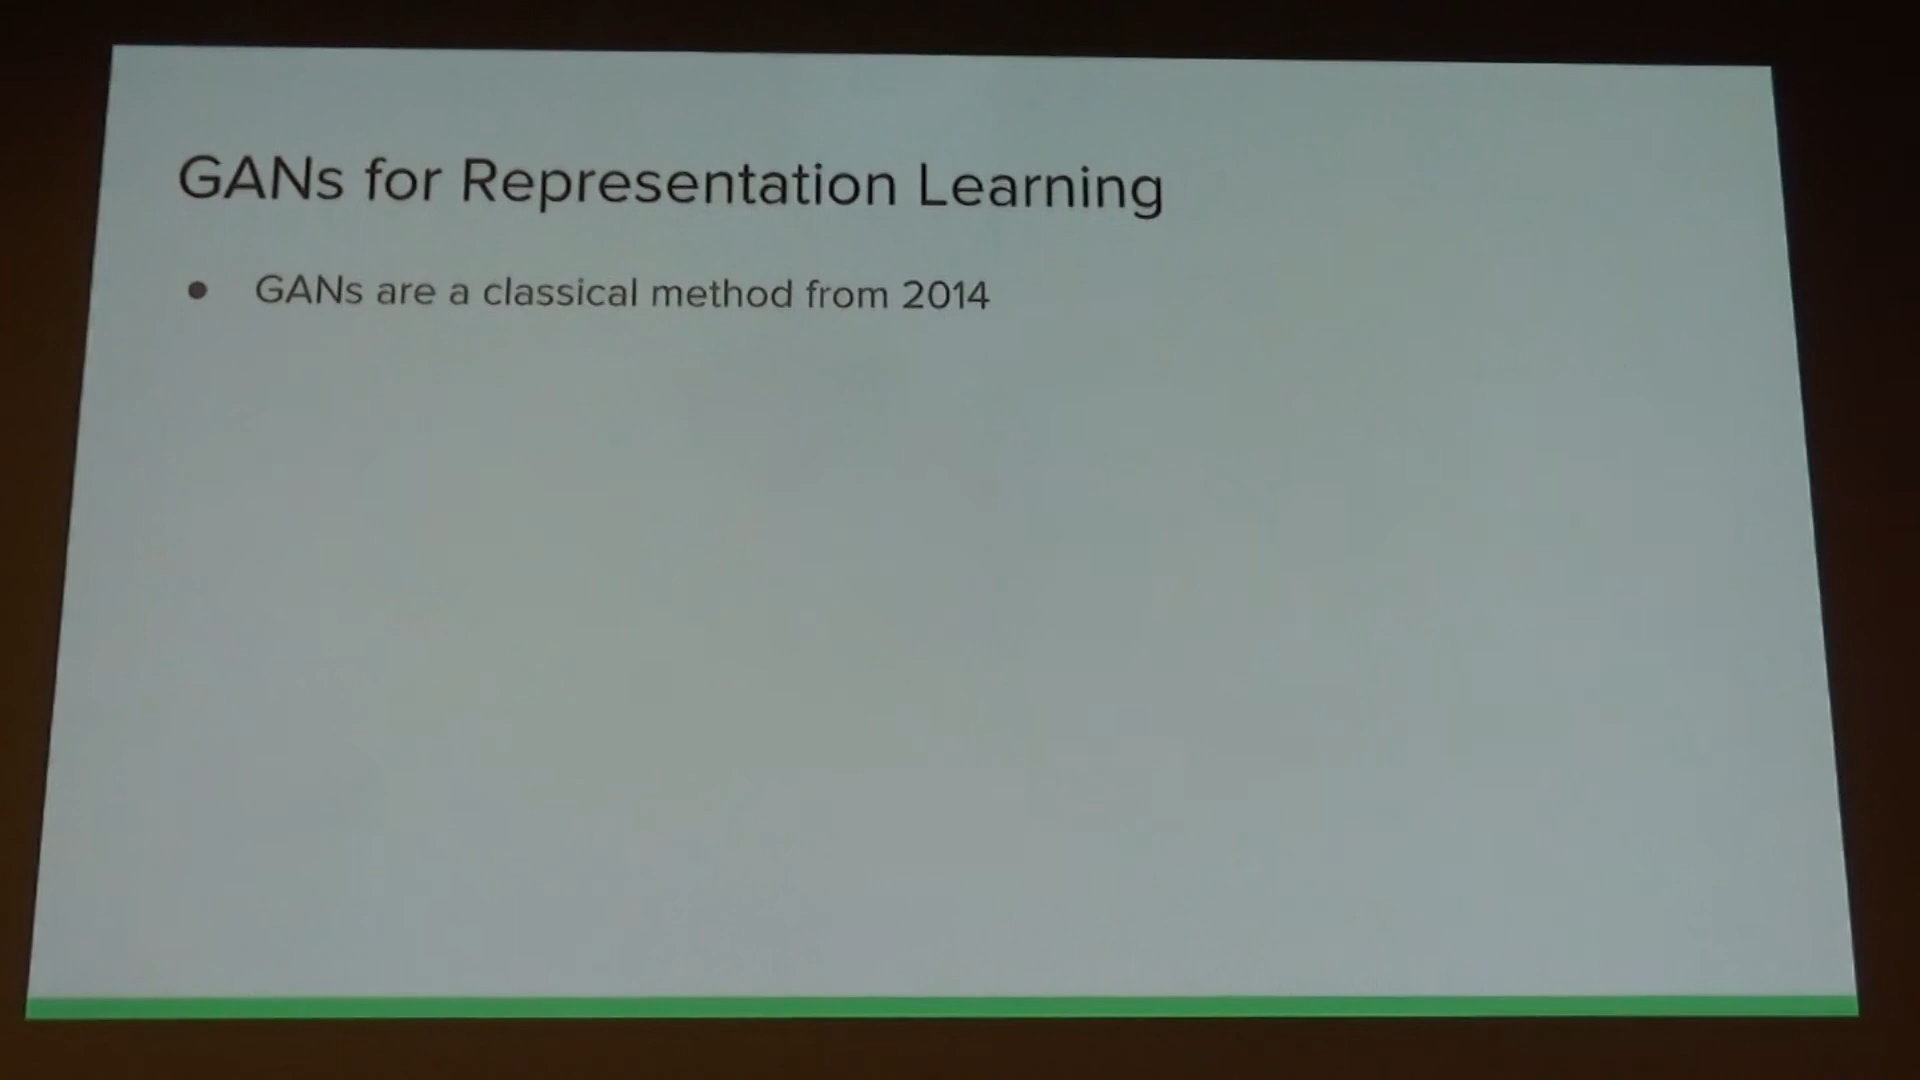 GANs for Representation Learning
● GANs are a classical method from 2014